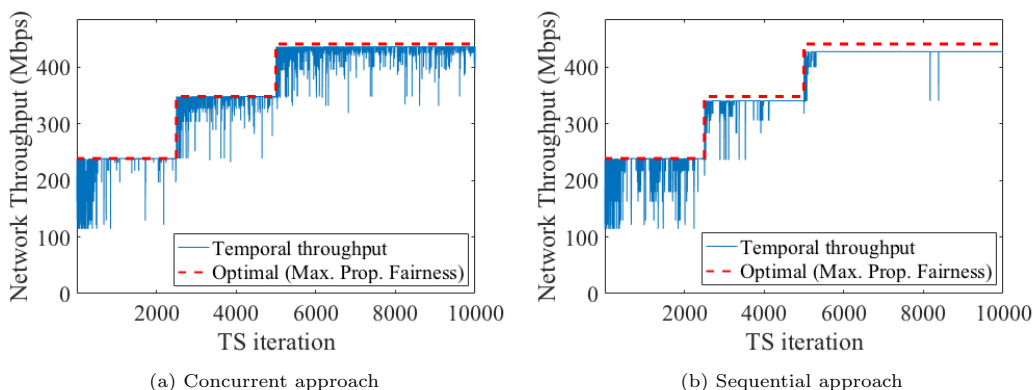 Network Throughput (Mbps)
400
300
200
100
0
2000
4000
6000
8000
10000
TS iteration
Temporal throughput
Optimal (Max. Prop. Fairness)
(a) Concurrent approach
Network Throughput (Mbps)
400
300
200
100
0
2000
4000
6000
8000
10000
TS iteration
Temporal throughput
Optimal (Max. Prop. Fairness)
(b) Sequential approach